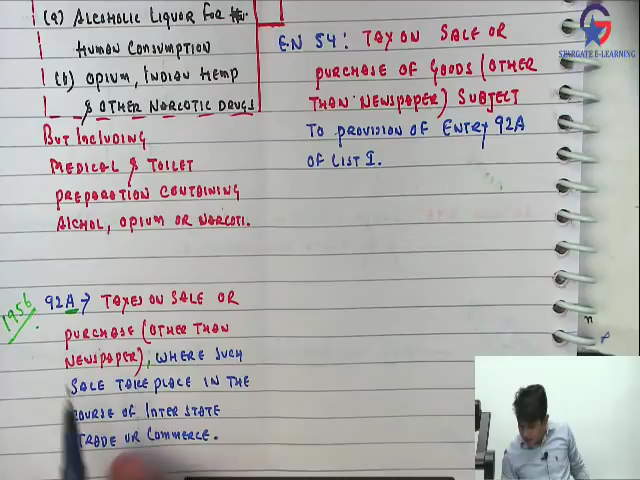 (a) Alcoholic Liquor For
Human Consumption
(b) Opium, Indian Hemp
& Other Narcotic Drugs
But Including
Medical & Toilet
Preparation Containing
Alchol, Opium or Narcoti.
1956
92A → Taxes on Sale or
Purchase (Other Than
Newspaper), where such
Sale take place in the
course of Inter State
Trade or Commerce.
EN 54: Tax on Sale or
Purchase of Goods (Other
Than Newspaper) Subject
To provision of Entry 92A
of List I.
SPARGATE E-LEARNING